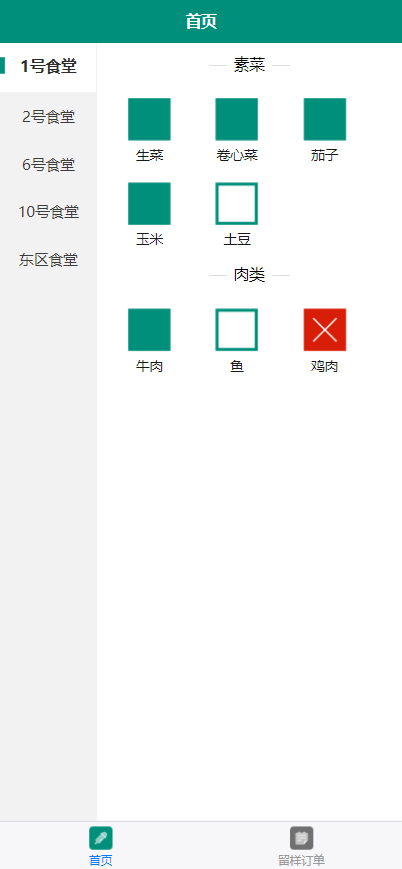 首页
1号食堂
2号食堂
6号食堂
10号食堂
东区食堂
素菜
生菜 卷心菜 茄子
玉米 土豆
肉类
牛肉 鱼 鸡肉
首页 留样订单